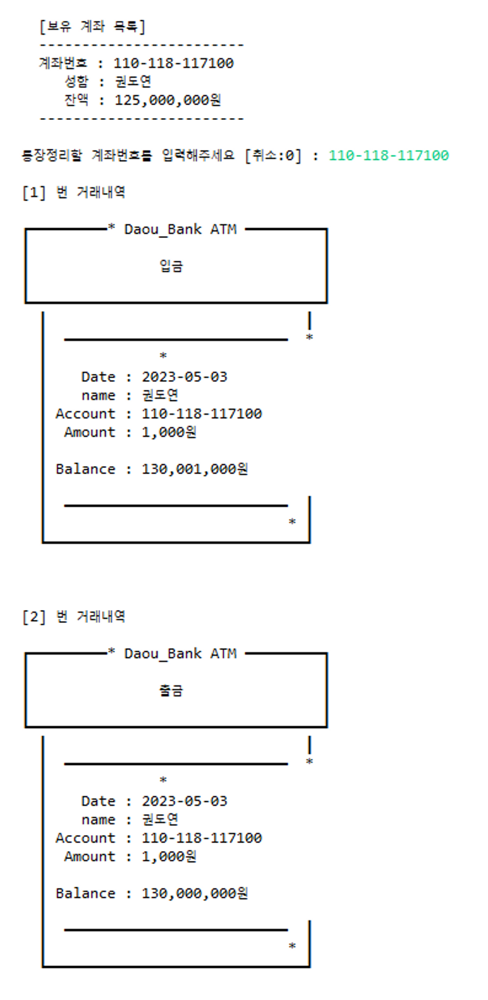 [보유 계좌 목록]
-------------------------
계좌번호 : 110-118-117100
성함 : 권도연
잔액 : 125,000,000원
-------------------------
통장정리할 계좌번호를 입력해주세요 [취소:0] : 110-118-117100
[1] 번 거래내역
* Daou_Bank ATM
입금
*
*
Date : 2023-05-03
name : 권도연
Account : 110-118-117100
Amount : 1,000원
Balance : 130,001,000원
*
[2] 번 거래내역
* Daou_Bank ATM
출금
*
*
Date : 2023-05-03
name : 권도연
Account : 110-118-117100
Amount : 1,000원
Balance : 130,000,000원
*